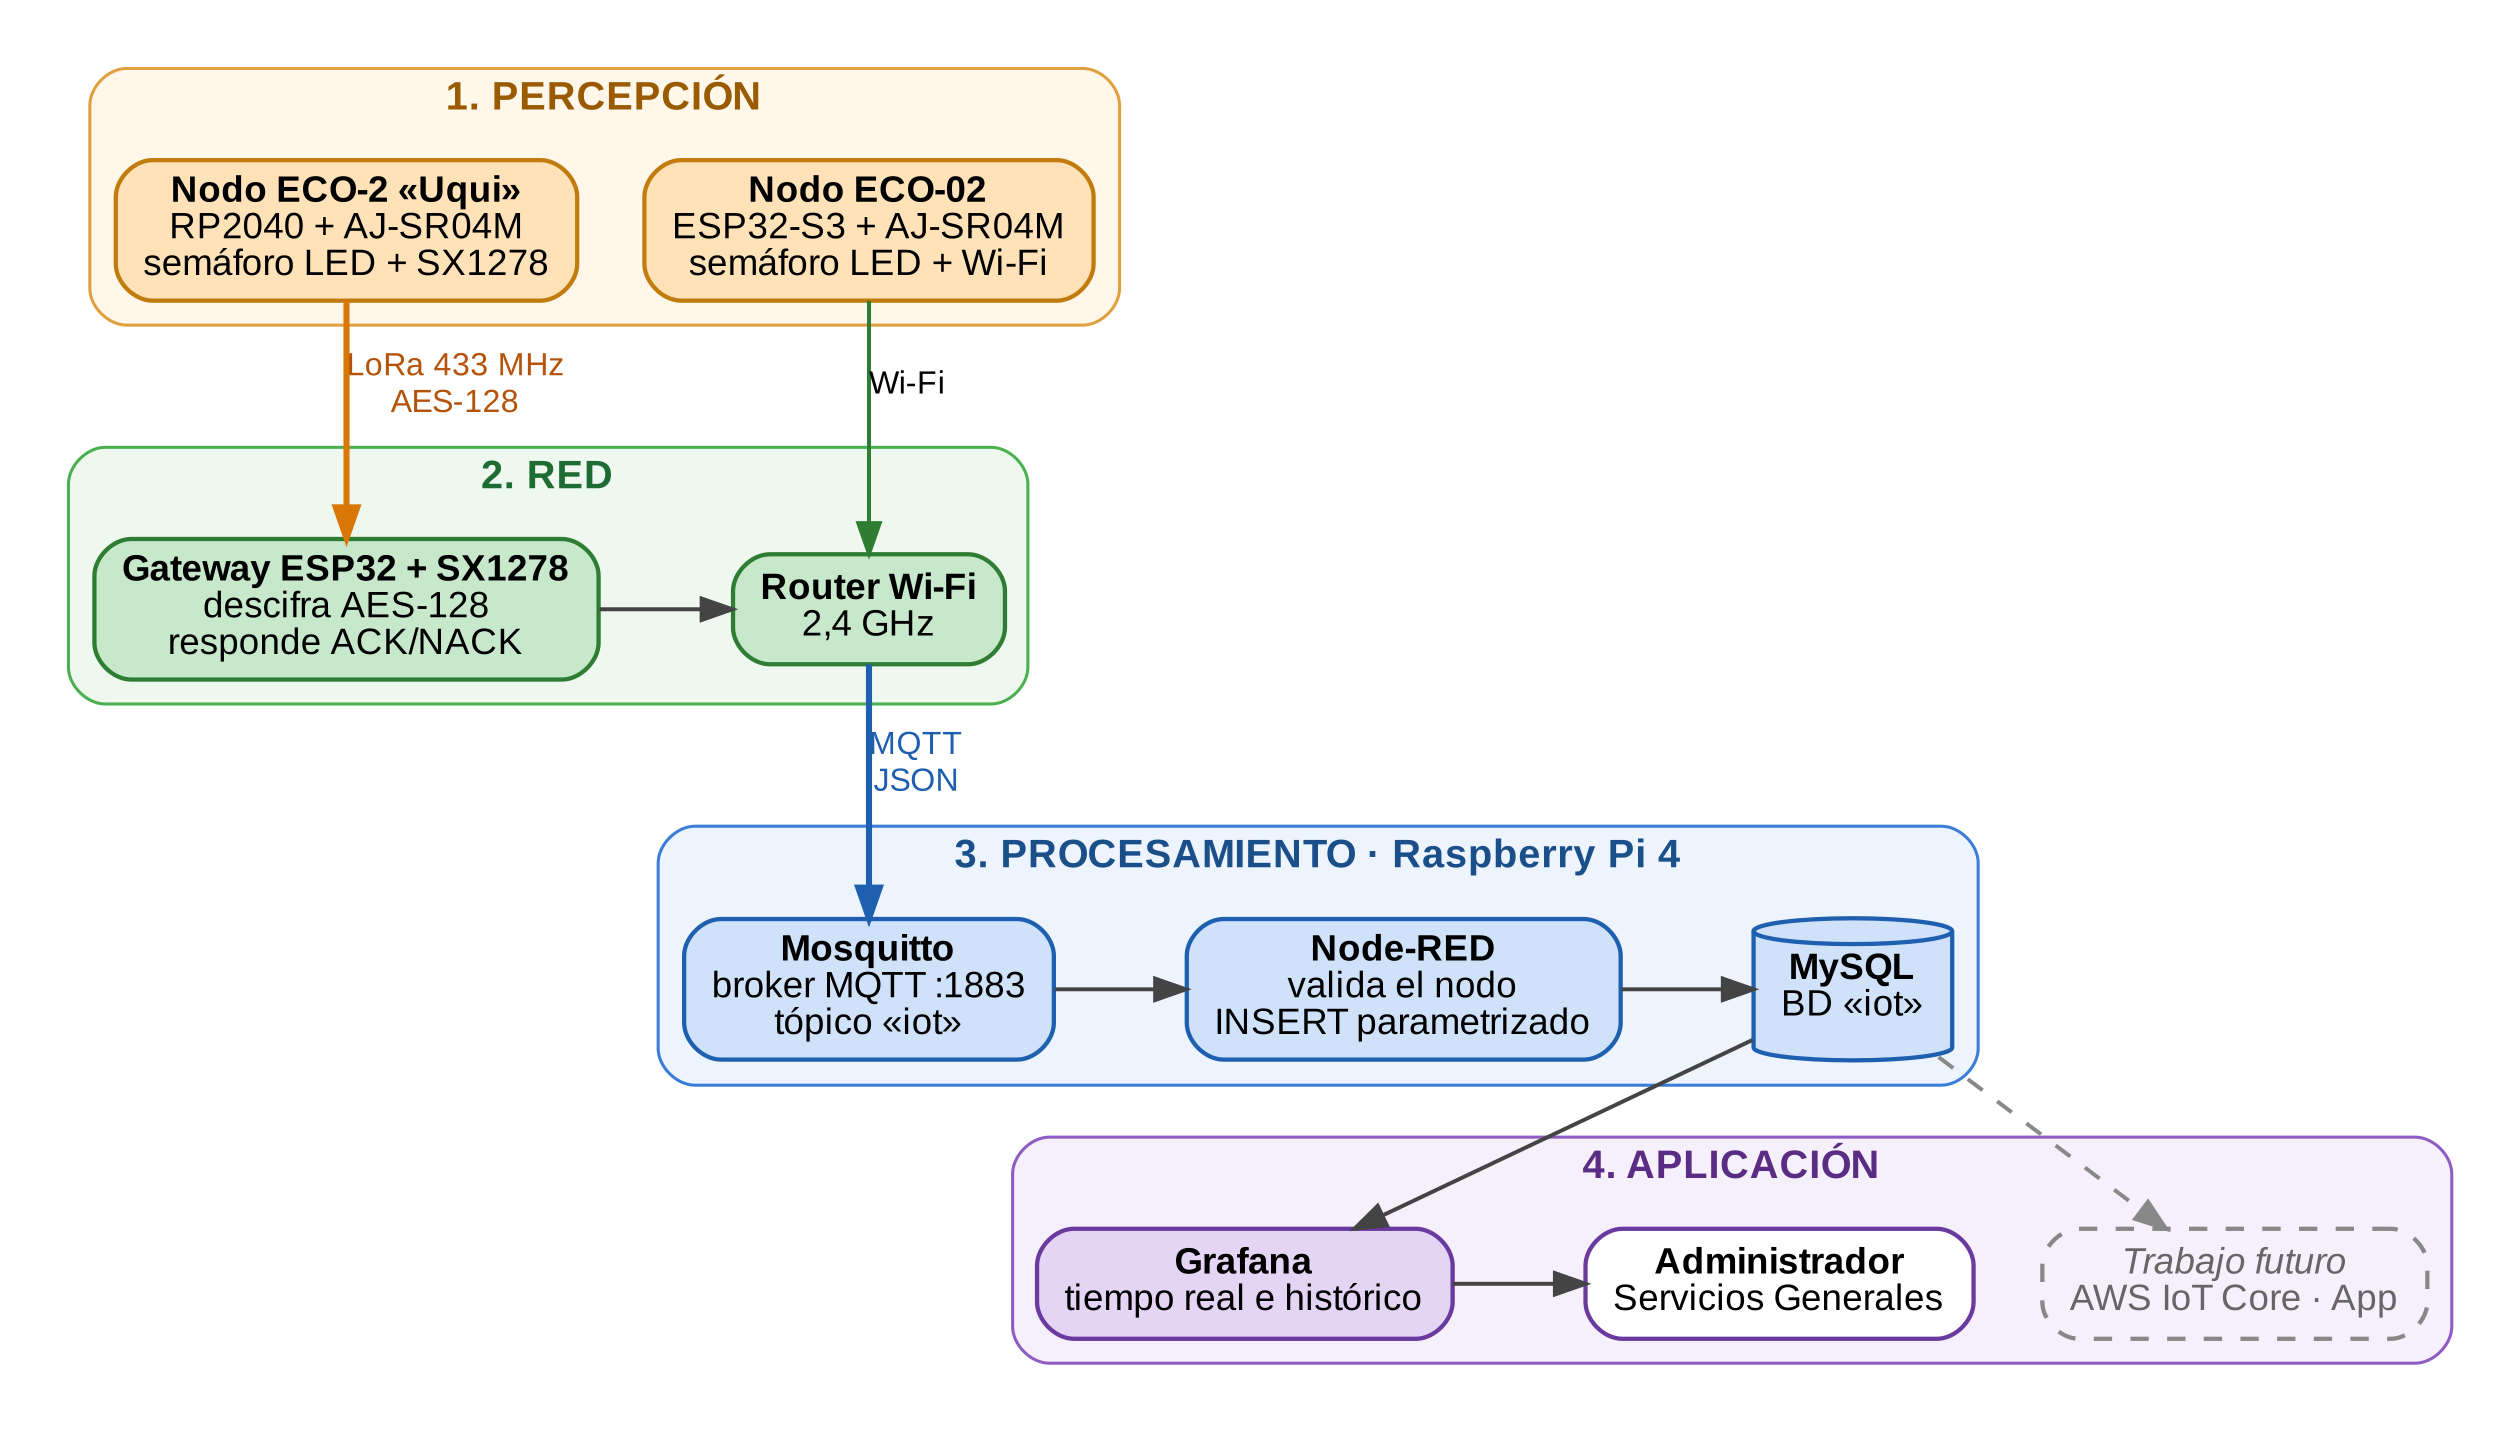 1. PERCEPCIÓN
Nodo ECO-2 «Uqui»
RP2040 + AJ-SR04M
semáforo LED + SX1278
Nodo ECO-02
ESP32-S3 + AJ-SR04M
semáforo LED + Wi-Fi
LoRa 433 MHz
AES-128
Wi-Fi
2. RED
Gateway ESP32 + SX1278
descifra AES-128
responde ACK/NACK
Router Wi-Fi
2,4 GHz
MQTT
JSON
3. PROCESAMIENTO · Raspberry Pi 4
Mosquitto
broker MQTT :1883
tópico «iot»
Node-RED
valida el nodo
INSERT parametrizado
MySQL
BD «iot»
4. APLICACIÓN
Grafana
tiempo real e histórico
Administrador
Servicios Generales
Trabajo futuro
AWS IoT Core · App